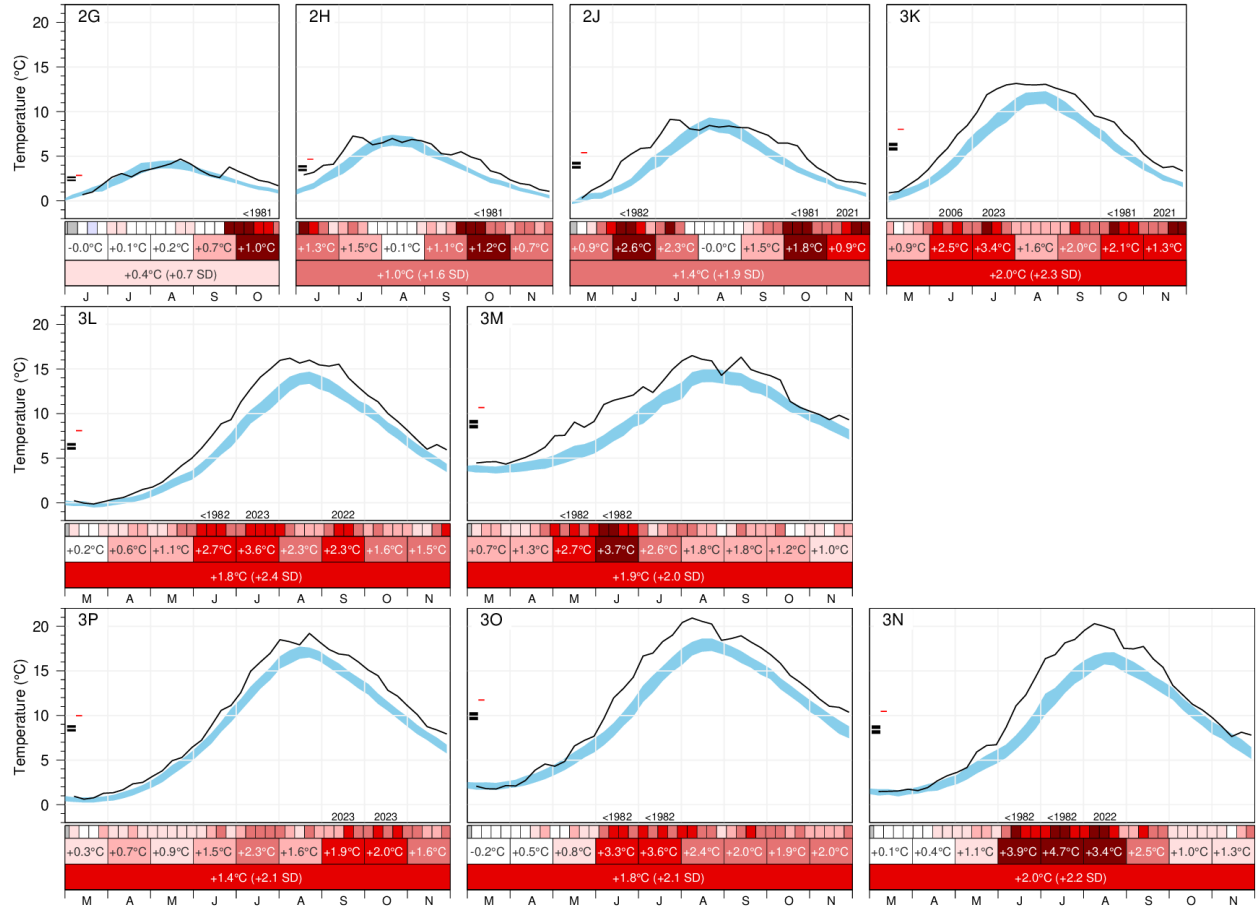 2G 2H 2J 3K
Temperature (°C)
20
15
10
5
0
<1981 <1981 <1982 <1981 2021 2006 2023 <1981 2021
-0.0°C +0.1°C +0.2°C +0.7°C +1.0°C +1.3°C +1.5°C +0.1°C +1.1°C +1.2°C +0.7°C +0.9°C +2.6°C +2.3°C -0.0°C +1.5°C +1.8°C +0.9°C +0.9°C +2.5°C +3.4°C +1.6°C +2.0°C +2.1°C +1.3°C
+0.4°C (+0.7 SD) +1.0°C (+1.6 SD) +1.4°C (+1.9 SD) +2.0°C (+2.3 SD)
J J A S O J J A S O N M J J A S O N M J J A S O N
3L 3M
Temperature (°C)
20
15
10
5
0
<1982 2023 2022 <1982 <1982
+0.2°C +0.6°C +1.1°C +2.7°C +3.6°C +2.3°C +2.3°C +1.6°C +1.5°C +0.7°C +1.3°C +2.7°C +3.7°C +2.6°C +1.8°C +1.8°C +1.2°C +1.0°C
+1.8°C (+2.4 SD) +1.9°C (+2.0 SD)
M A M J J A S O N M A M J J A S O N
3P 3O 3N
Temperature (°C)
20
15
10
5
0
2023 2023 <1982 <1982 <1982 <1982 2022
+0.3°C +0.7°C +0.9°C +1.5°C +2.3°C +1.6°C +1.9°C +2.0°C +1.6°C -0.2°C +0.5°C +0.8°C +3.3°C +3.6°C +2.4°C +2.0°C +1.9°C +2.0°C +0.1°C +0.4°C +1.1°C +3.9°C +4.7°C +3.4°C +2.5°C +1.0°C +1.3°C
+1.4°C (+2.1 SD) +1.8°C (+2.1 SD) +2.0°C (+2.2 SD)
M A M J J A S O N M A M J J A S O N M A M J J A S O N